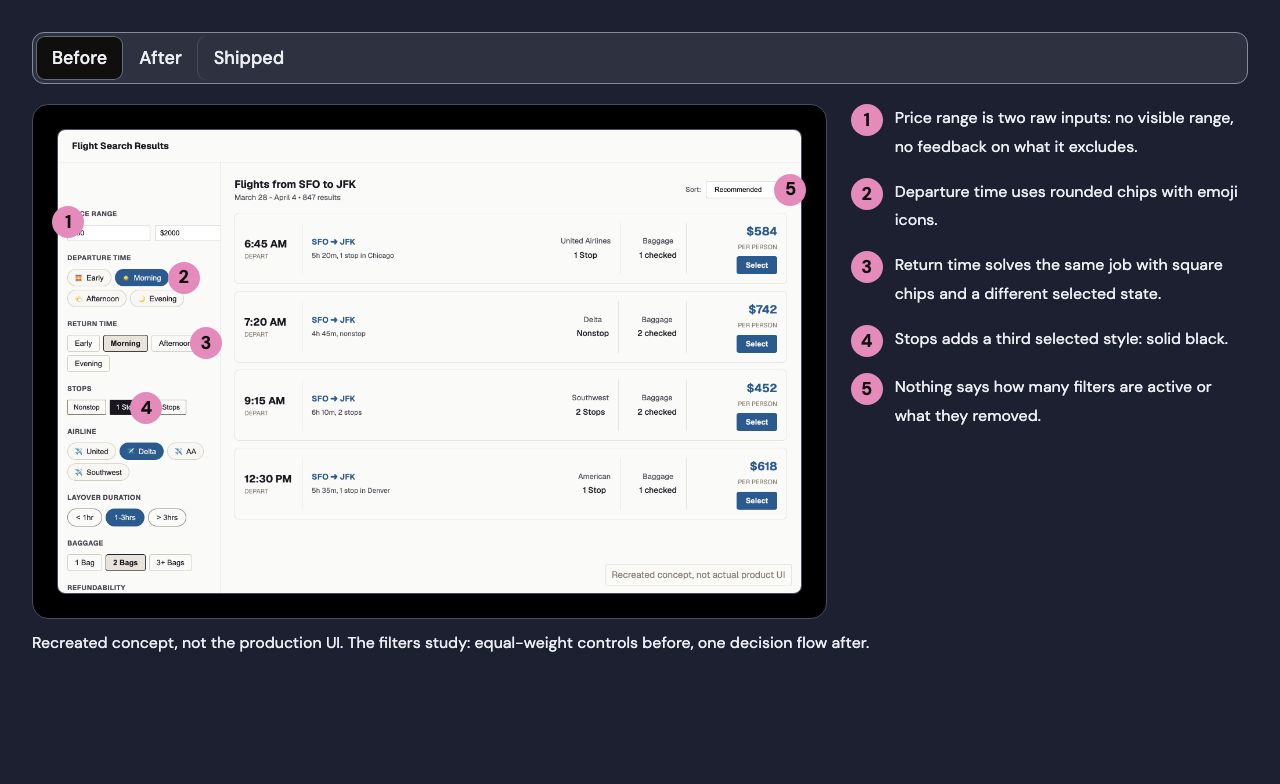 Before
After
Shipped
Flight Search Results
RANGE
$2000
DEPARTURE TIME
Early
Morning
Afternoon
Evening
RETURN TIME
Early
Morning
Evening
STOPS
Nonstop
Stops
AIRLINE
United
Delta
AA
Southwest
LAYOVER DURATION
< 1hr
1-3hrs
> 3hrs
BAGGAGE
1 Bag
2 Bags
3+ Bags
REFUNDABILITY
1
2
3
4
Flights from SFO to JFK
March 28 - April 4 • 847 results
Sort:
Recommended
5
6:45 AM
DEPART
SFO ➜ JFK
5h 20m, 1 stop in Chicago
United Airlines
1 Stop
Baggage
1 checked
$584
PER PERSON
Select
7:20 AM
DEPART
SFO ➜ JFK
4h 45m, nonstop
Delta
Nonstop
Baggage
2 checked
$742
PER PERSON
Select
9:15 AM
DEPART
SFO ➜ JFK
6h 10m, 2 stops
Southwest
2 Stops
Baggage
2 checked
$452
PER PERSON
Select
12:30 PM
DEPART
SFO ➜ JFK
5h 35m, 1 stop in Denver
American
1 Stop
Baggage
1 checked
$618
PER PERSON
Select
Recreated concept, not actual product UI
1
Price range is two raw inputs: no visible range,
no feedback on what it excludes.
2
Departure time uses rounded chips with emoji
icons.
3
Return time solves the same job with square
chips and a different selected state.
4
Stops adds a third selected style: solid black.
5
Nothing says how many filters are active or
what they removed.
Recreated concept, not the production UI. The filters study: equal-weight controls before, one decision flow after.